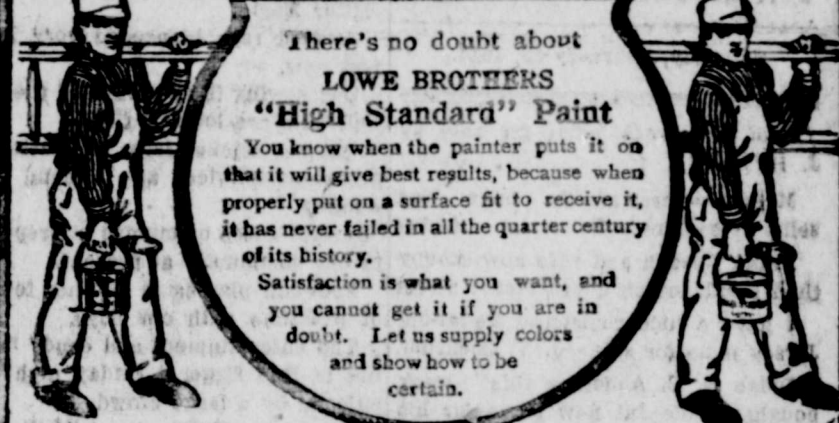 There's no doubt about
LOWE BROTHERS
"High Standard" Paint
You know when the painter puts it on
that it will give best results, because when
properly put on a surface fit to receive it,
it has never failed in all the quarter century
of its history.
Satisfaction is what you want, and
you cannot get it if you are in
doubt. Let us supply colors
and show how to be
certain.